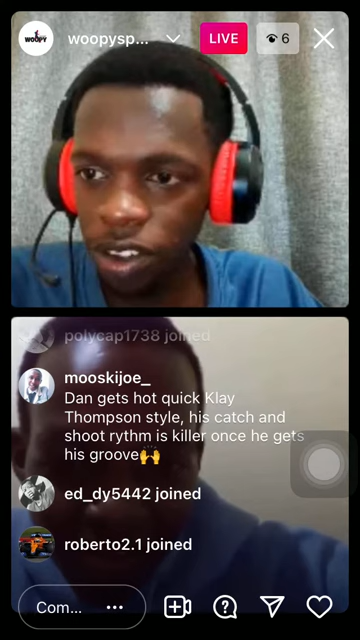 WOOPY
woopysp...
LIVE
6
polycap1738 joined
mooskijoe_
Dan gets hot quick Klay
Thompson style, his catch and
shoot rythm is killer once he gets
his groove🙌
ed_dy5442 joined
roberto2.1 joined
Com...